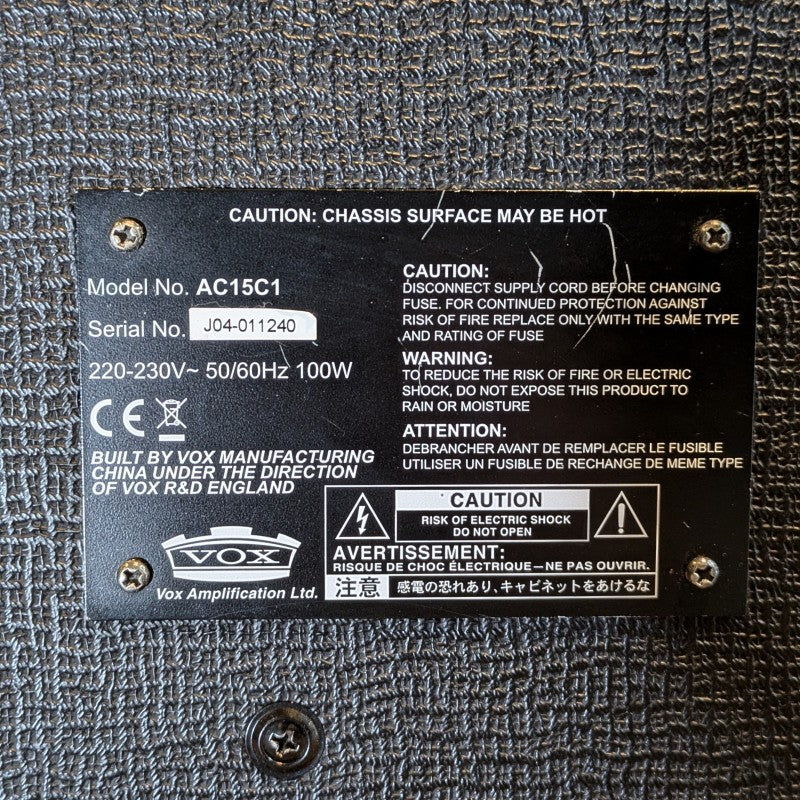 CAUTION: CHASSIS SURFACE MAY BE HOT
Model No. AC15C1
Serial No. J04-011240
220-230V~ 50/60Hz 100W
CE
BUILT BY VOX MANUFACTURING
CHINA UNDER THE DIRECTION
OF VOX R&D ENGLAND
VOX
Vox Amplification Ltd.
CAUTION:
DISCONNECT SUPPLY CORD BEFORE CHANGING
FUSE. FOR CONTINUED PROTECTION AGAINST
RISK OF FIRE REPLACE ONLY WITH THE SAME TYPE
AND RATING OF FUSE
WARNING:
TO REDUCE THE RISK OF FIRE OR ELECTRIC
SHOCK, DO NOT EXPOSE THIS PRODUCT TO
RAIN OR MOISTURE
ATTENTION:
DEBRANCHER AVANT DE REMPLACER LE FUSIBLE
UTILISER UN FUSIBLE DE RECHANGE DE MEME TYPE
CAUTION
RISK OF ELECTRIC SHOCK
DO NOT OPEN
AVERTISSEMENT:
RISQUE DE CHOC ÉLECTRIQUE—NE PAS OUVRIR.
注意 感電の恐れあり、キャビネットをあけるな